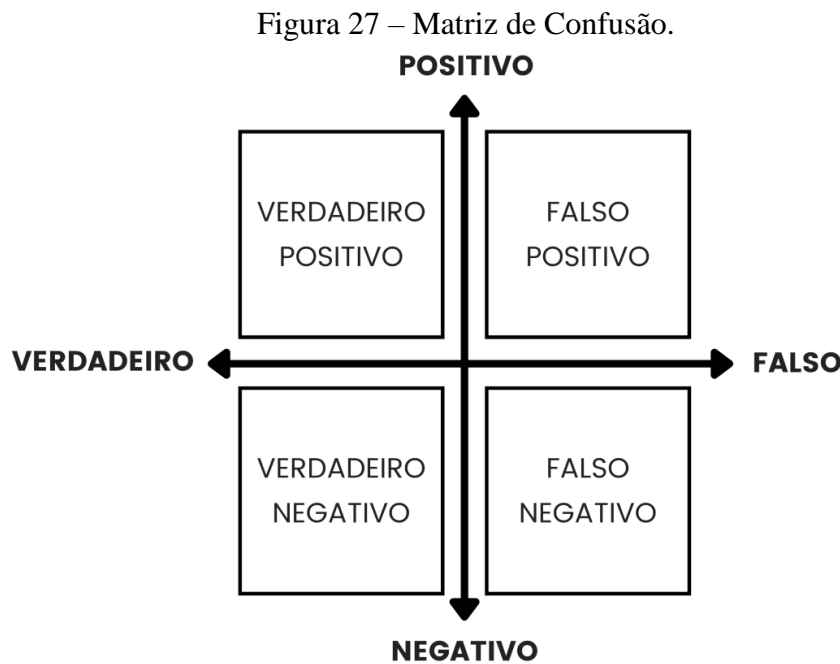 Figura 27 – Matriz de Confusão.
POSITIVO
VERDADEIRO
POSITIVO
FALSO
POSITIVO
VERDADEIRO
FALSO
VERDADEIRO
NEGATIVO
FALSO
NEGATIVO
NEGATIVO